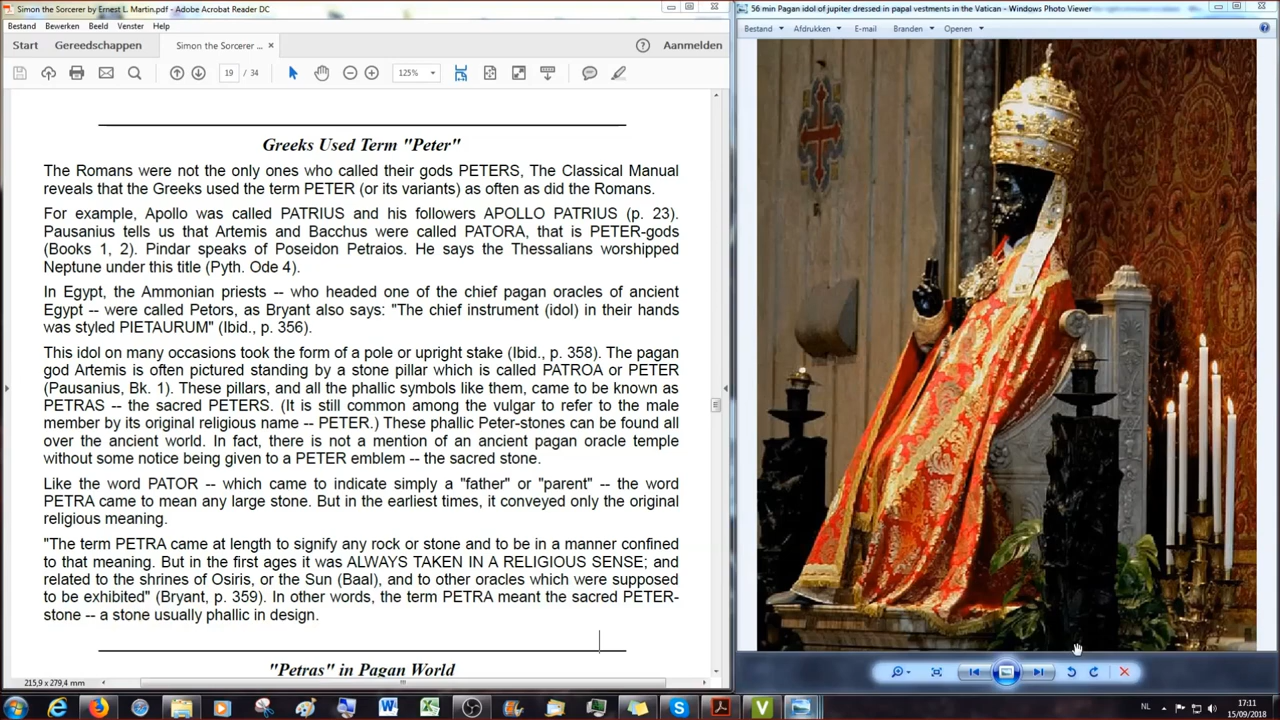 Simon the Sorcerer by Ernest L. Martin.pdf - Adobe Acrobat Reader DC
Bestand Bewerken Beeld Venster Help
Start Gereedschappen Simon the Sorcerer ... × Aanmelden
19 / 34 125%
Greeks Used Term "Peter"
The Romans were not the only ones who called their gods PETERS, The Classical Manual
reveals that the Greeks used the term PETER (or its variants) as often as did the Romans.
For example, Apollo was called PATRIUS and his followers APOLLO PATRIUS (p. 23).
Pausanius tells us that Artemis and Bacchus were called PATORA, that is PETER-gods
(Books 1, 2). Pindar speaks of Poseidon Petraios. He says the Thessalians worshipped
Neptune under this title (Pyth. Ode 4).
In Egypt, the Ammonian priests -- who headed one of the chief pagan oracles of ancient
Egypt -- were called Petors, as Bryant also says: "The chief instrument (idol) in their hands
was styled PIETAURUM" (Ibid., p. 356).
This idol on many occasions took the form of a pole or upright stake (Ibid., p. 358). The pagan
god Artemis is often pictured standing by a stone pillar which is called PATROA or PETER
(Pausanius, Bk. 1). These pillars, and all the phallic symbols like them, came to be known as
PETRAS -- the sacred PETERS. (It is still common among the vulgar to refer to the male
member by its original religious name -- PETER.) These phallic Peter-stones can be found all
over the ancient world. In fact, there is not a mention of an ancient pagan oracle temple
without some notice being given to a PETER emblem -- the sacred stone.
Like the word PATOR -- which came to indicate simply a "father" or "parent" -- the word
PETRA came to mean any large stone. But in the earliest times, it conveyed only the original
religious meaning.
"The term PETRA came at length to signify any rock or stone and to be in a manner confined
to that meaning. But in the first ages it was ALWAYS TAKEN IN A RELIGIOUS SENSE; and
related to the shrines of Osiris, or the Sun (Baal), and to other oracles which were supposed
to be exhibited" (Bryant, p. 359). In other words, the term PETRA meant the sacred PETER-
stone -- a stone usually phallic in design.
"Petras" in Pagan World
215,9 x 279,4 mm
56 min Pagan idol of jupiter dressed in papal vestments in the Vatican - Windows Photo Viewer
Bestand Afdrukken E-mail Branden Openen
NL 17:11
15/09/2018